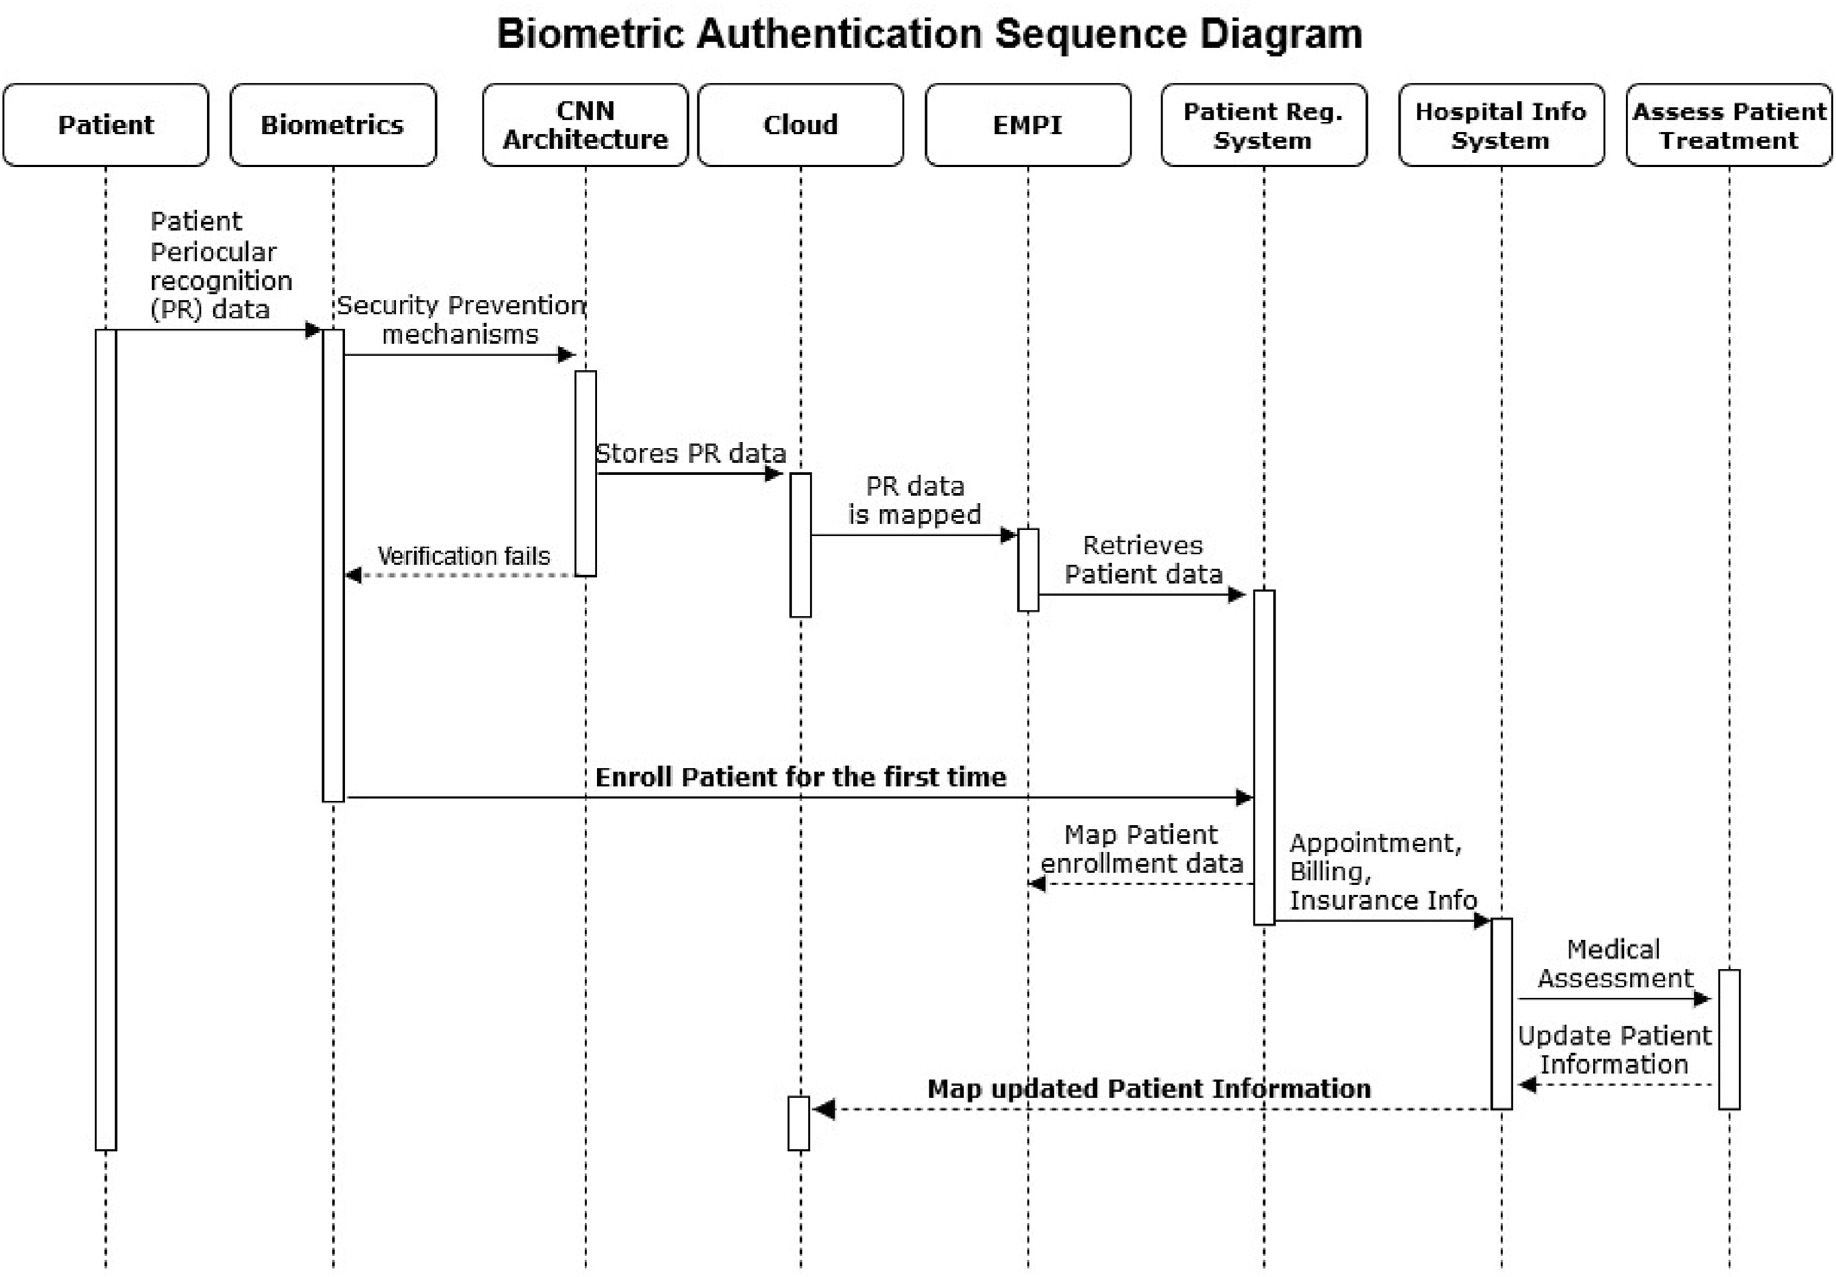 Biometric Authentication Sequence Diagram
Patient
Biometrics
CNN
Architecture
Cloud
EMPI
Patient Reg.
System
Hospital Info
System
Assess Patient
Treatment
Patient
Periocular
recognition
(PR) data
Security Prevention
mechanisms
Stores PR data
PR data
is mapped
Verification fails
Retrieves
Patient data
Enroll Patient for the first time
Map Patient
enrollment data
Appointment,
Billing,
Insurance Info
Medical
Assessment
Update Patient
Information
Map updated Patient Information